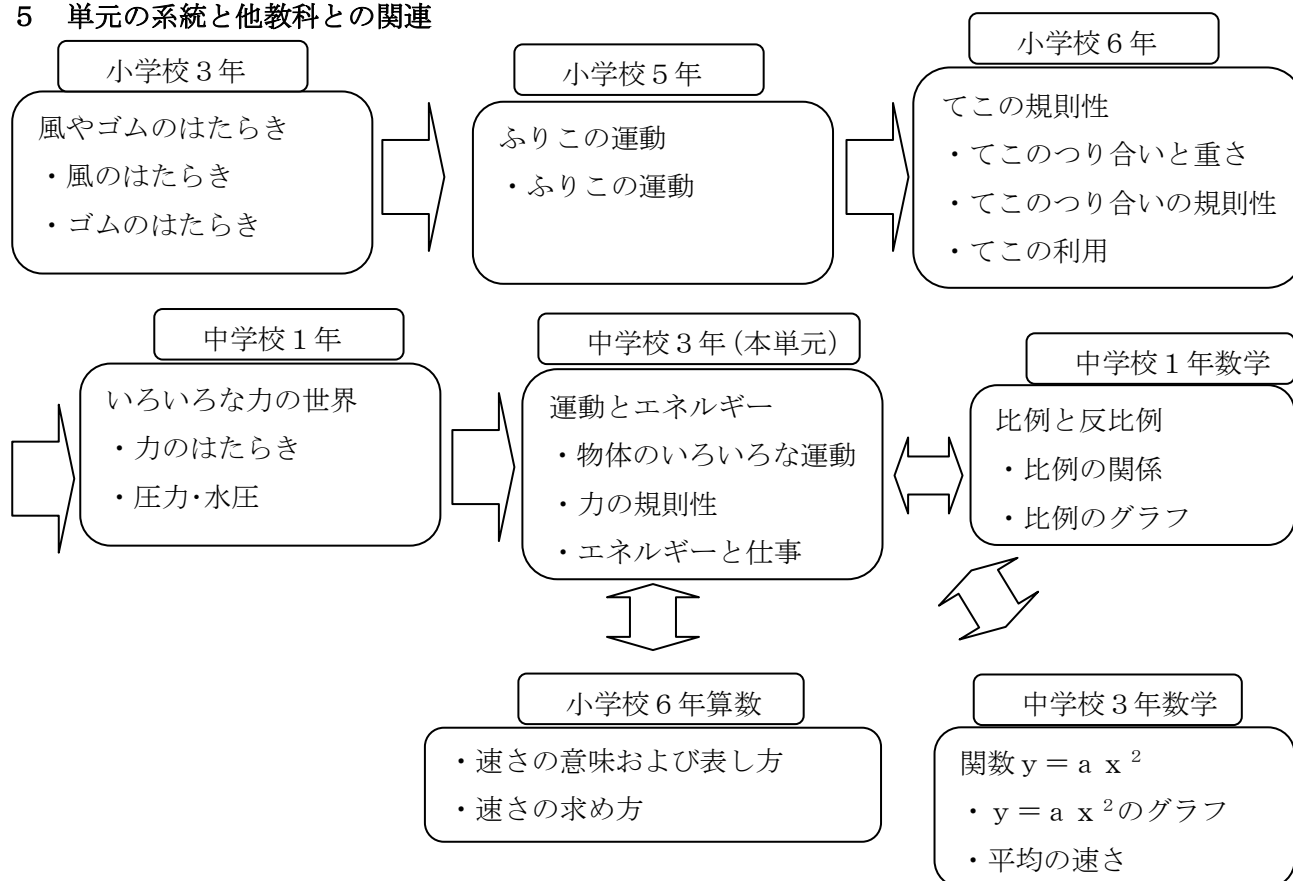 5 単元の系統と他教科との関連
小学校3年
風やゴムのはたらき
・風のはたらき
・ゴムのはたらき
小学校5年
ふりこの運動
・ふりこの運動
小学校6年
てこの規則性
・てこのつり合いと重さ
・てこのつり合いの規則性
・てこの利用
中学校1年
いろいろな力の世界
・力のはたらき
・圧力・水圧
中学校3年(本単元)
運動とエネルギー
・物体のいろいろな運動
・力の規則性
・エネルギーと仕事
中学校1年数学
比例と反比例
・比例の関係
・比例のグラフ
小学校6年算数
・速さの意味および表し方
・速さの求め方
中学校3年数学
関数y=ax²
・y=ax²のグラフ
・平均の速さ